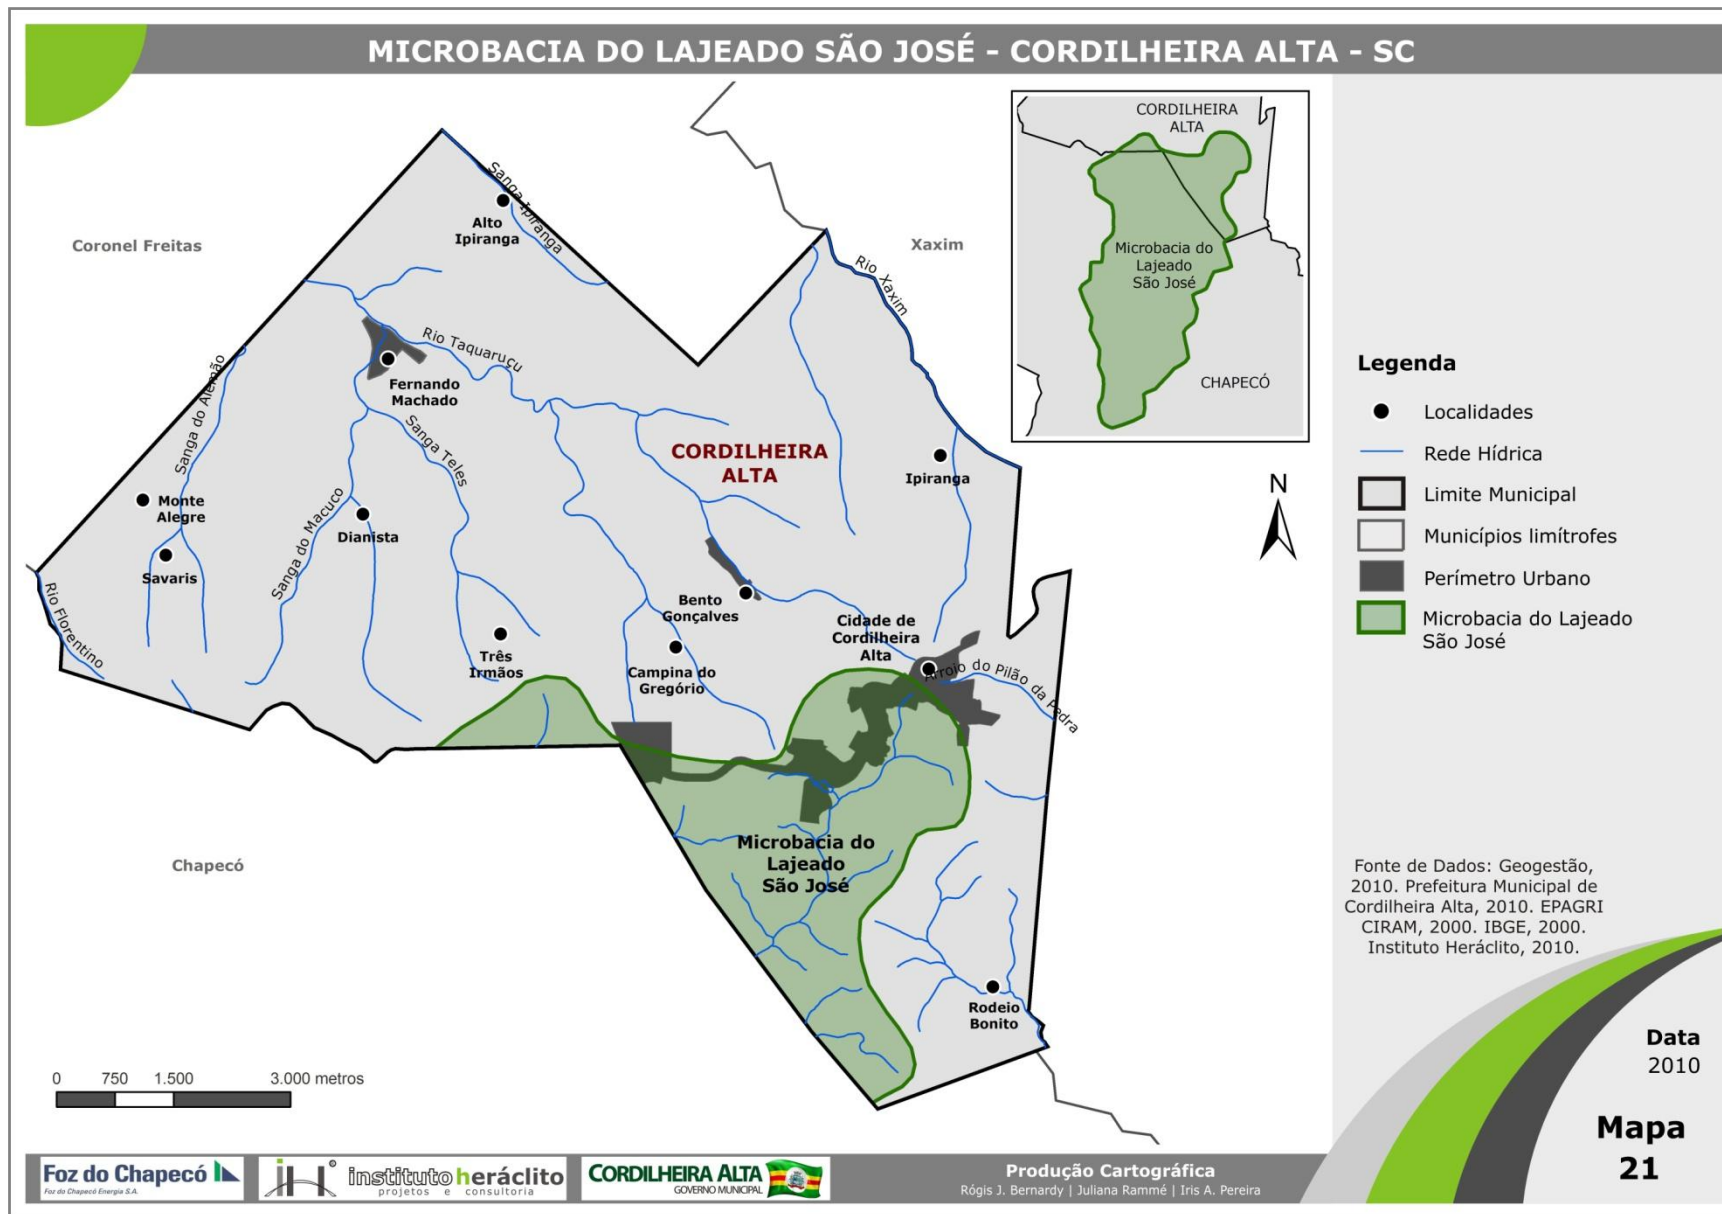 MICROBACIA DO LAJEADO SÃO JOSÉ - CORDILHEIRA ALTA - SC
CORDILHEIRA
ALTA
Microbacia do
Lajeado
São José
CHAPECÓ
Coronel Freitas
Xaxim
Chapecó
Sanga Ipiranga
Alto
Ipiranga
Rio Xaxim
Rio Taquaruçu
Fernando
Machado
Sanga do Alemão
Sanga Teles
CORDILHEIRA
ALTA
Ipiranga
Monte
Alegre
Sanga do Macuco
Dianista
Savaris
Rio Florentino
Bento
Gonçalves
Cidade de
Cordilheira
Alta
Três
Irmãos
Campina do
Gregório
Arroio do Pilão da Pedra
Microbacia do
Lajeado
São José
Rodeio
Bonito
N
0 750 1.500 3.000 metros
Legenda
Localidades
Rede Hídrica
Limite Municipal
Municípios limítrofes
Perímetro Urbano
Microbacia do Lajeado
São José
Fonte de Dados: Geogestão,
2010. Prefeitura Municipal de
Cordilheira Alta, 2010. EPAGRI
CIRAM, 2000. IBGE, 2000.
Instituto Heráclito, 2010.
Data
2010
Mapa
21
Foz do Chapecó
Foz do Chapecó Energia S.A.
iH
instituto heráclito
projetos e consultoria
CORDILHEIRA ALTA
GOVERNO MUNICIPAL
Produção Cartográfica
Rógis J. Bernardy | Juliana Rammé | Iris A. Pereira